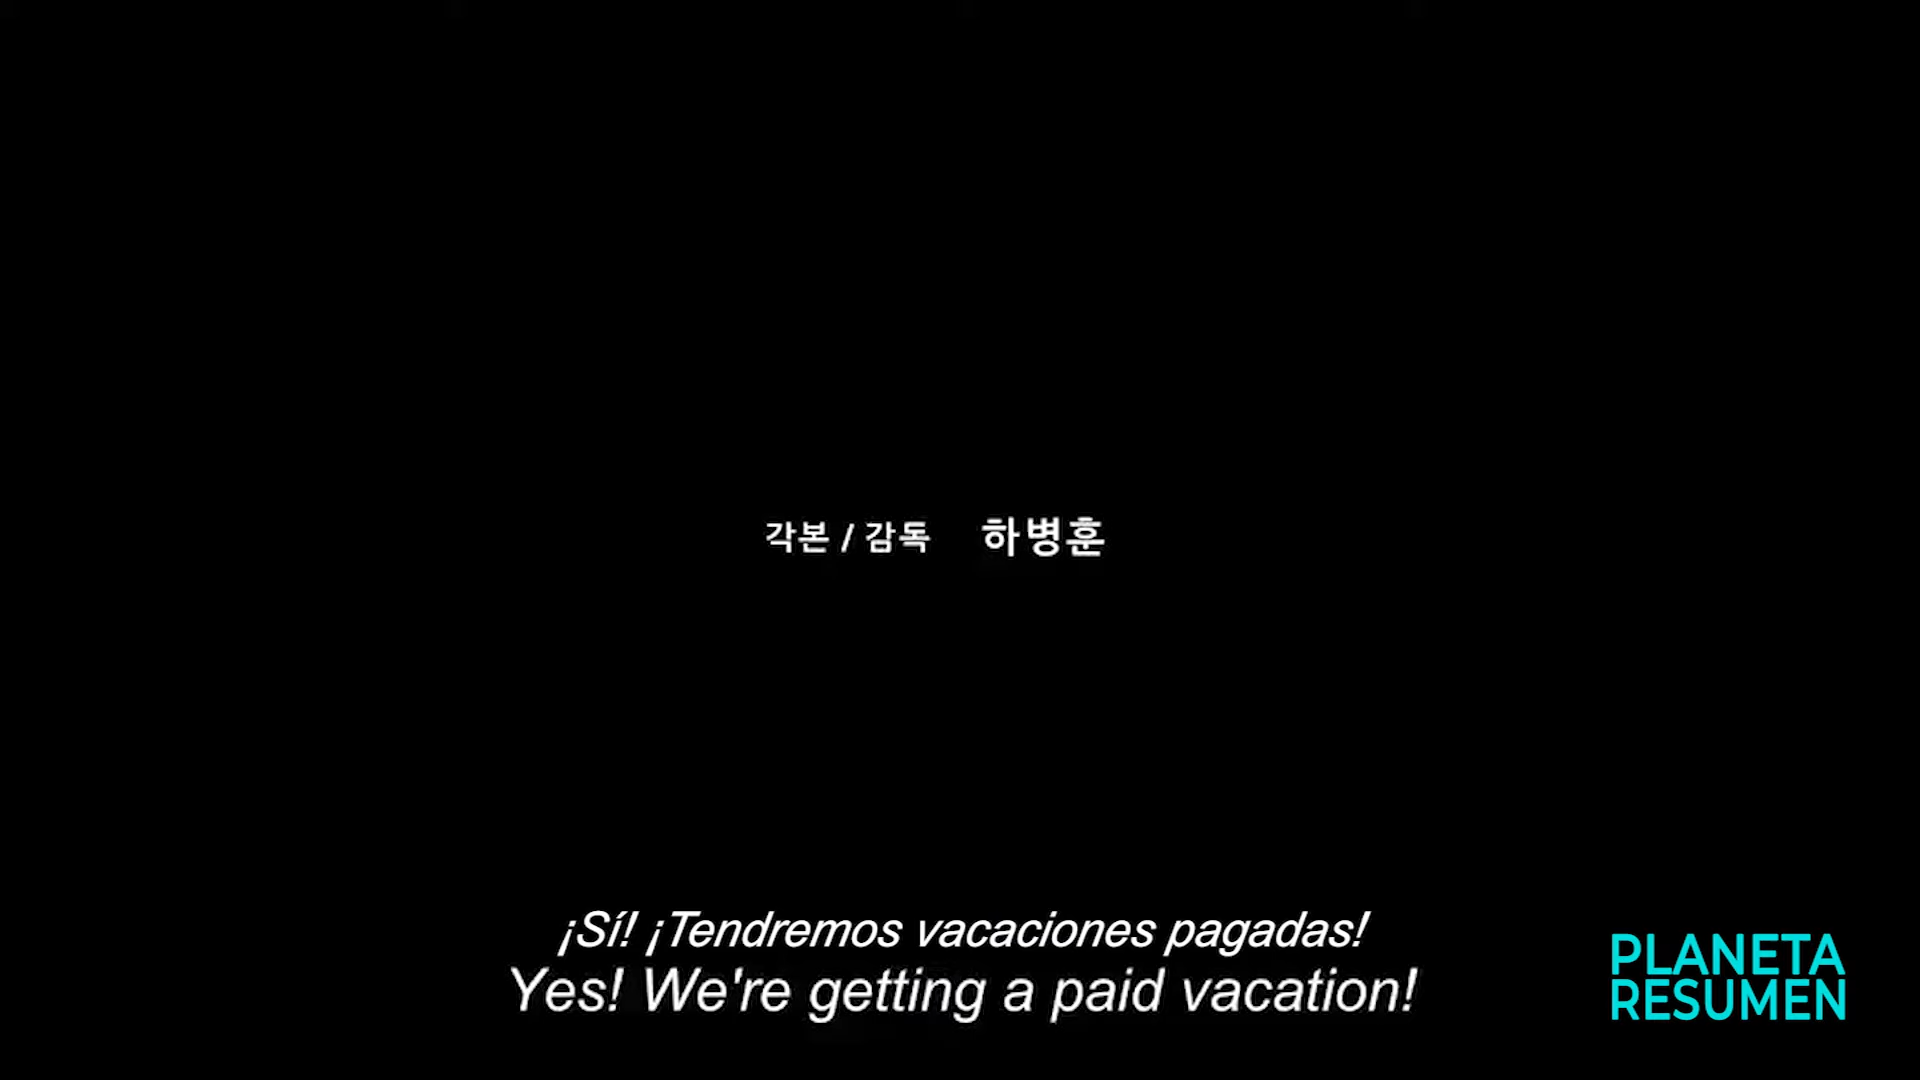 각본 / 감독 하병훈
¡Sí! ¡Tendremos vacaciones pagadas!
Yes! We're getting a paid vacation!
PLANETA
RESUMEN